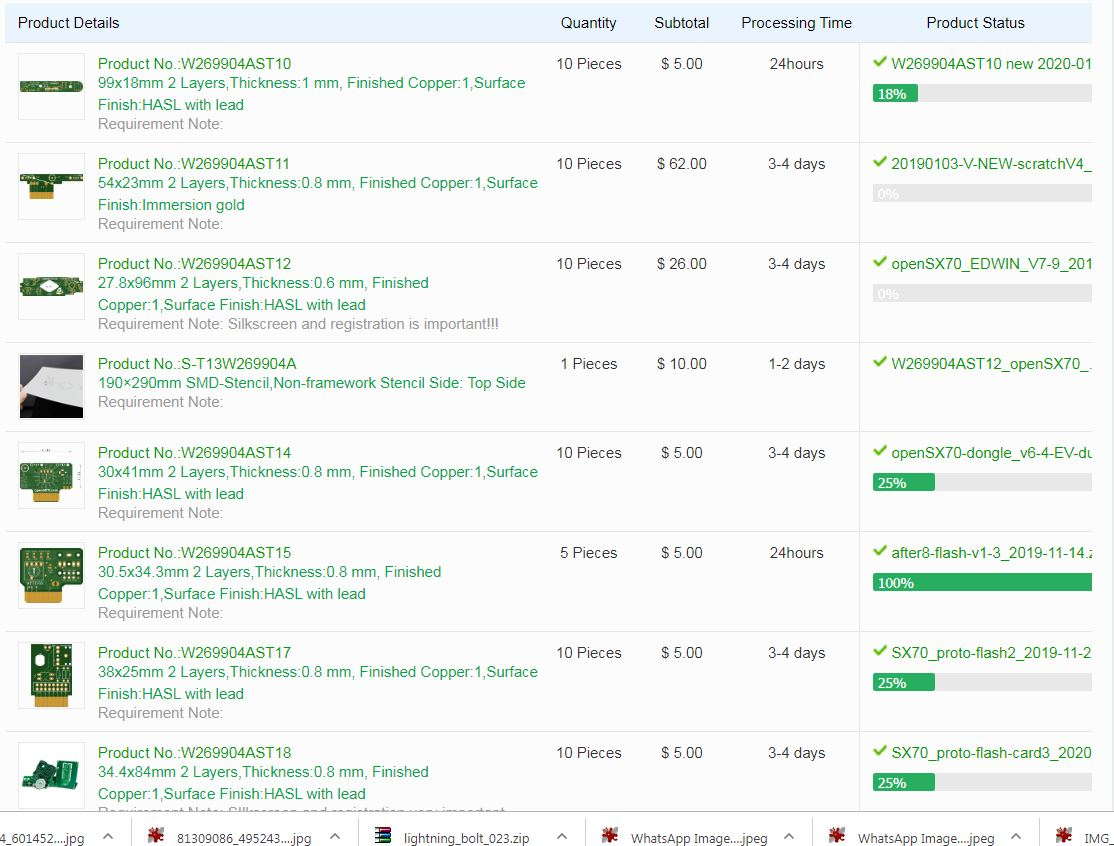 Product Details Quantity Subtotal Processing Time Product Status
Product No.:W269904AST10 10 Pieces $ 5.00 24hours W269904AST10 new 2020-01
99x18mm 2 Layers,Thickness:1 mm, Finished Copper:1,Surface
18%
Finish:HASL with lead
Requirement Note:
Product No.:W269904AST11 10 Pieces $ 62.00 3-4 days 20190103-V-NEW-scratchV4_
54x23mm 2 Layers,Thickness:0.8 mm, Finished Copper:1,Surface
0%
Finish:Immersion gold
Requirement Note:
Product No.:W269904AST12 10 Pieces $ 26.00 3-4 days openSX70_EDWIN_V7-9_201
27.8x96mm 2 Layers,Thickness:0.6 mm, Finished
0%
Copper:1,Surface Finish:HASL with lead
Requirement Note: Silkscreen and registration is important!!!
Product No.:S-T13W269904A 1 Pieces $ 10.00 1-2 days W269904AST12_openSX70_
190×290mm SMD-Stencil,Non-framework Stencil Side: Top Side
Requirement Note:
Product No.:W269904AST14 10 Pieces $ 5.00 3-4 days openSX70-dongle_v6-4-EV-du
30x41mm 2 Layers,Thickness:0.8 mm, Finished Copper:1,Surface
25%
Finish:HASL with lead
Requirement Note:
Product No.:W269904AST15 5 Pieces $ 5.00 24hours after8-flash-v1-3_2019-11-14.z
30.5x34.3mm 2 Layers,Thickness:0.8 mm, Finished
100%
Copper:1,Surface Finish:HASL with lead
Requirement Note:
Product No.:W269904AST17 10 Pieces $ 5.00 3-4 days SX70_proto-flash2_2019-11-2
38x25mm 2 Layers,Thickness:0.8 mm, Finished Copper:1,Surface
25%
Finish:HASL with lead
Requirement Note:
Product No.:W269904AST18 10 Pieces $ 5.00 3-4 days SX70_proto-flash-card3_2020
34.4x84mm 2 Layers,Thickness:0.8 mm, Finished
25%
Copper:1,Surface Finish:HASL with lead
Requirement Note: SIlkscreen and registration very important
4_601452....jpg 81309086_495243....jpg lightning_bolt_023.zip WhatsApp Image....jpeg WhatsApp Image....jpeg IMG_